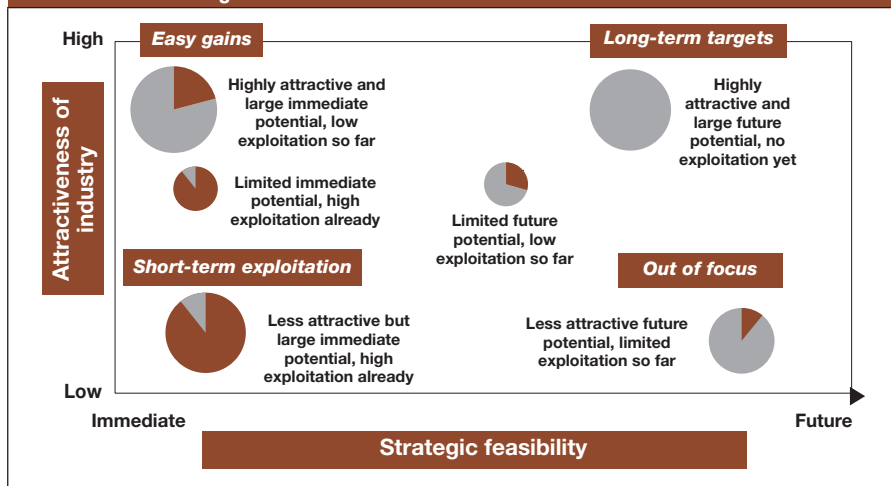 High
Easy gains
Long-term targets
Highly attractive and
large immediate
potential, low
exploitation so far
Highly
attractive and
large future
potential, no
exploitation yet
Attractiveness of
industry
Limited immediate
potential, high
exploitation already
Limited future
potential, low
exploitation so far
Short-term exploitation
Out of focus
Less attractive but
large immediate
potential, high
exploitation already
Less attractive future
potential, limited
exploitation so far
Low
Immediate
Future
Strategic feasibility